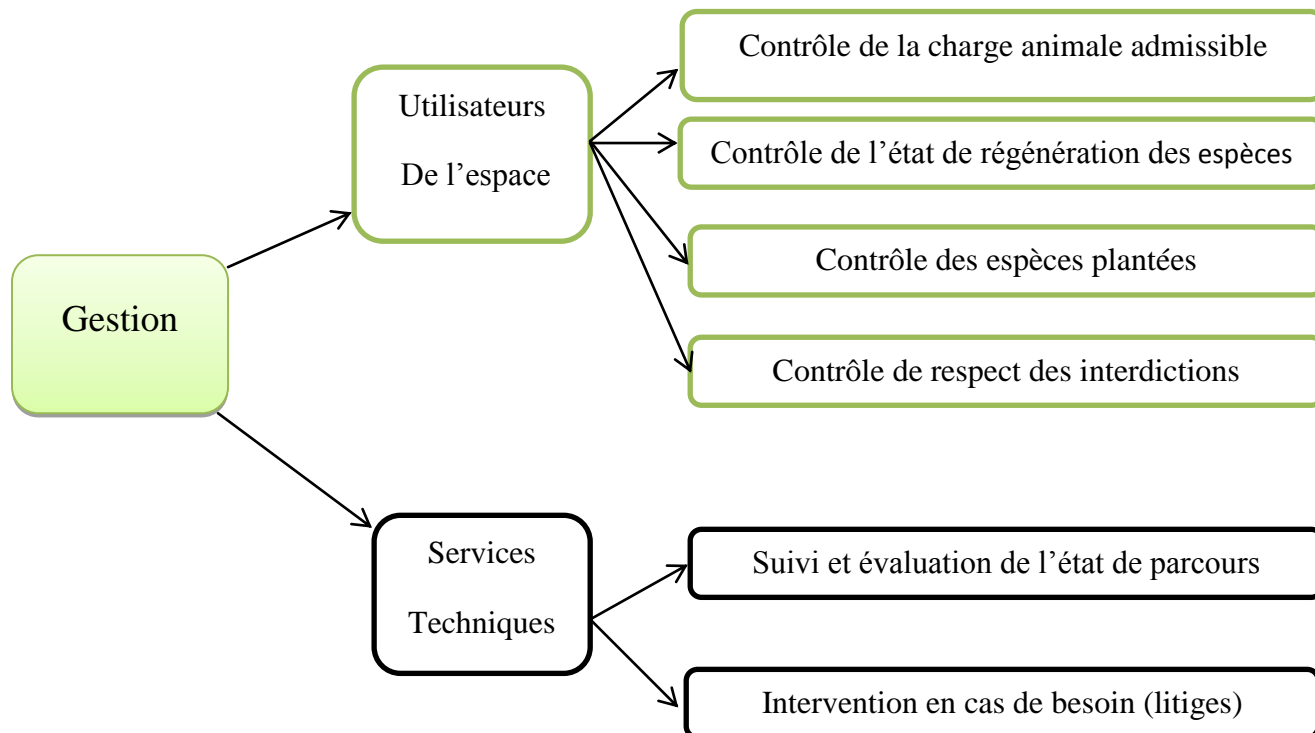 Gestion
Utilisateurs
De l’espace
Contrôle de la charge animale admissible
Contrôle de l’état de régénération des espèces
Contrôle des espèces plantées
Contrôle de respect des interdictions
Services
Techniques
Suivi et évaluation de l’état de parcours
Intervention en cas de besoin (litiges)